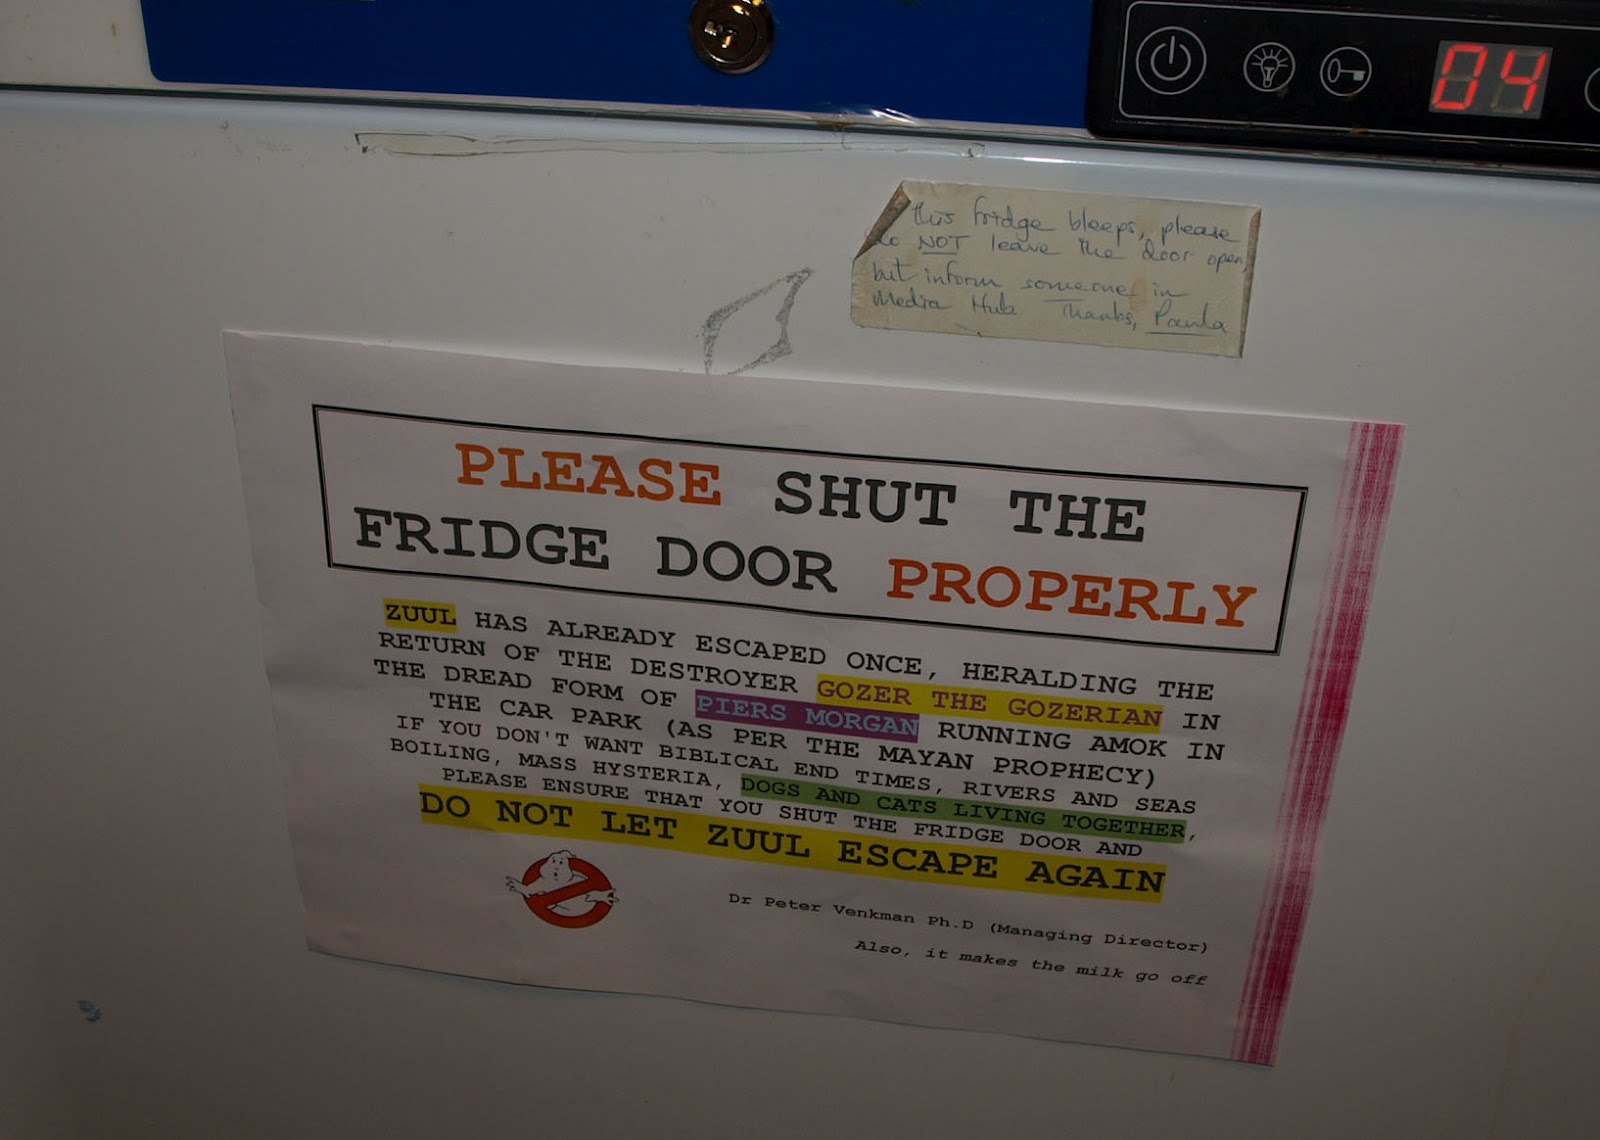 04
This fridge bleeps, please
do NOT leave the door open,
but inform someone in
Media Hub Thanks, Paula
PLEASE SHUT THE
FRIDGE DOOR PROPERLY
ZUUL HAS ALREADY ESCAPED ONCE, HERALDING THE
RETURN OF THE DESTROYER GOZER THE GOZERIAN IN
THE DREAD FORM OF PIERS MORGAN RUNNING AMOK IN
THE CAR PARK (AS PER THE MAYAN PROPHECY)
IF YOU DON'T WANT BIBLICAL END TIMES, RIVERS AND SEAS
BOILING, MASS HYSTERIA, DOGS AND CATS LIVING TOGETHER,
PLEASE ENSURE THAT YOU SHUT THE FRIDGE DOOR AND
DO NOT LET ZUUL ESCAPE AGAIN
Dr Peter Venkman Ph.D (Managing Director)
Also, it makes the milk go off